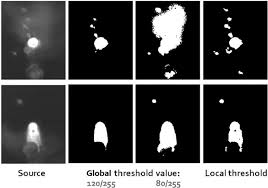 Source
Global threshold value:
Local threshold
120/255
80/255